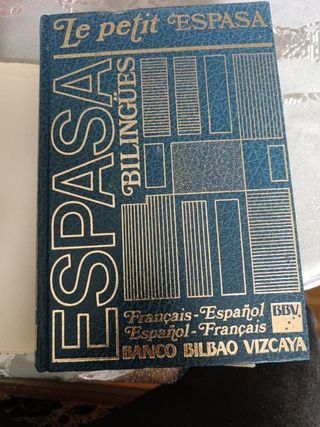 Le petit ESPASA
ESPASA
BILINGÜES
Français-Español
Español-Français
BBV
BANCO BILBAO VIZCAYA